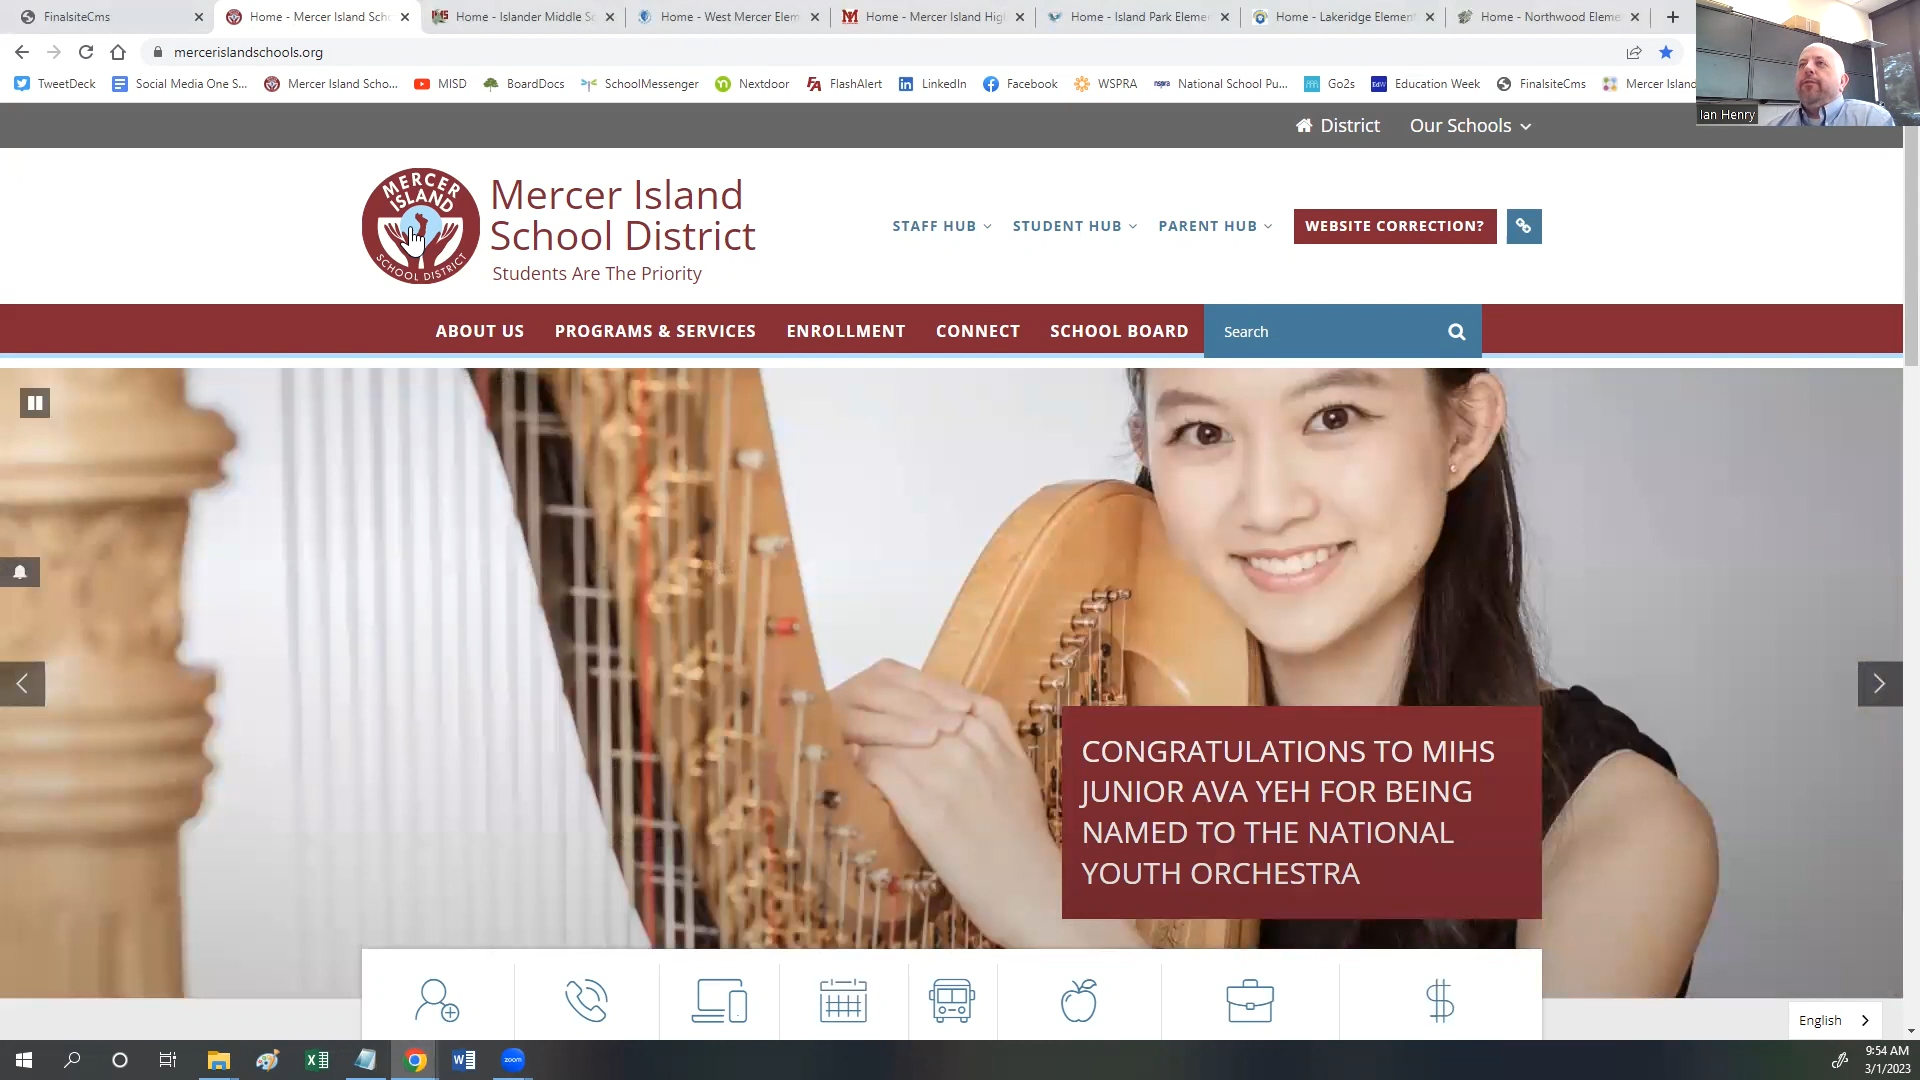 FinalsiteCms
Home - Mercer Island Scho
Home - Islander Middle Sc
Home - West Mercer Elem
Home - Mercer Island High
Home - Island Park Elemen
Home - Lakeridge Element
Home - Northwood Eleme
mercerislandschools.org
TweetDeck
Social Media One S...
Mercer Island Scho...
MISD
BoardDocs
SchoolMessenger
Nextdoor
FlashAlert
LinkedIn
Facebook
WSPRA
National School Pu...
Go2s
Education Week
FinalsiteCms
Mercer Island
Ian Henry
District
Our Schools
MERCER
ISLAND
SCHOOL DISTRICT
Mercer Island
School District
Students Are The Priority
STAFF HUB
STUDENT HUB
PARENT HUB
WEBSITE CORRECTION?
ABOUT US
PROGRAMS & SERVICES
ENROLLMENT
CONNECT
SCHOOL BOARD
Search
CONGRATULATIONS TO MIHS
JUNIOR AVA YEH FOR BEING
NAMED TO THE NATIONAL
YOUTH ORCHESTRA
English
zoom
9:54 AM
3/1/2023